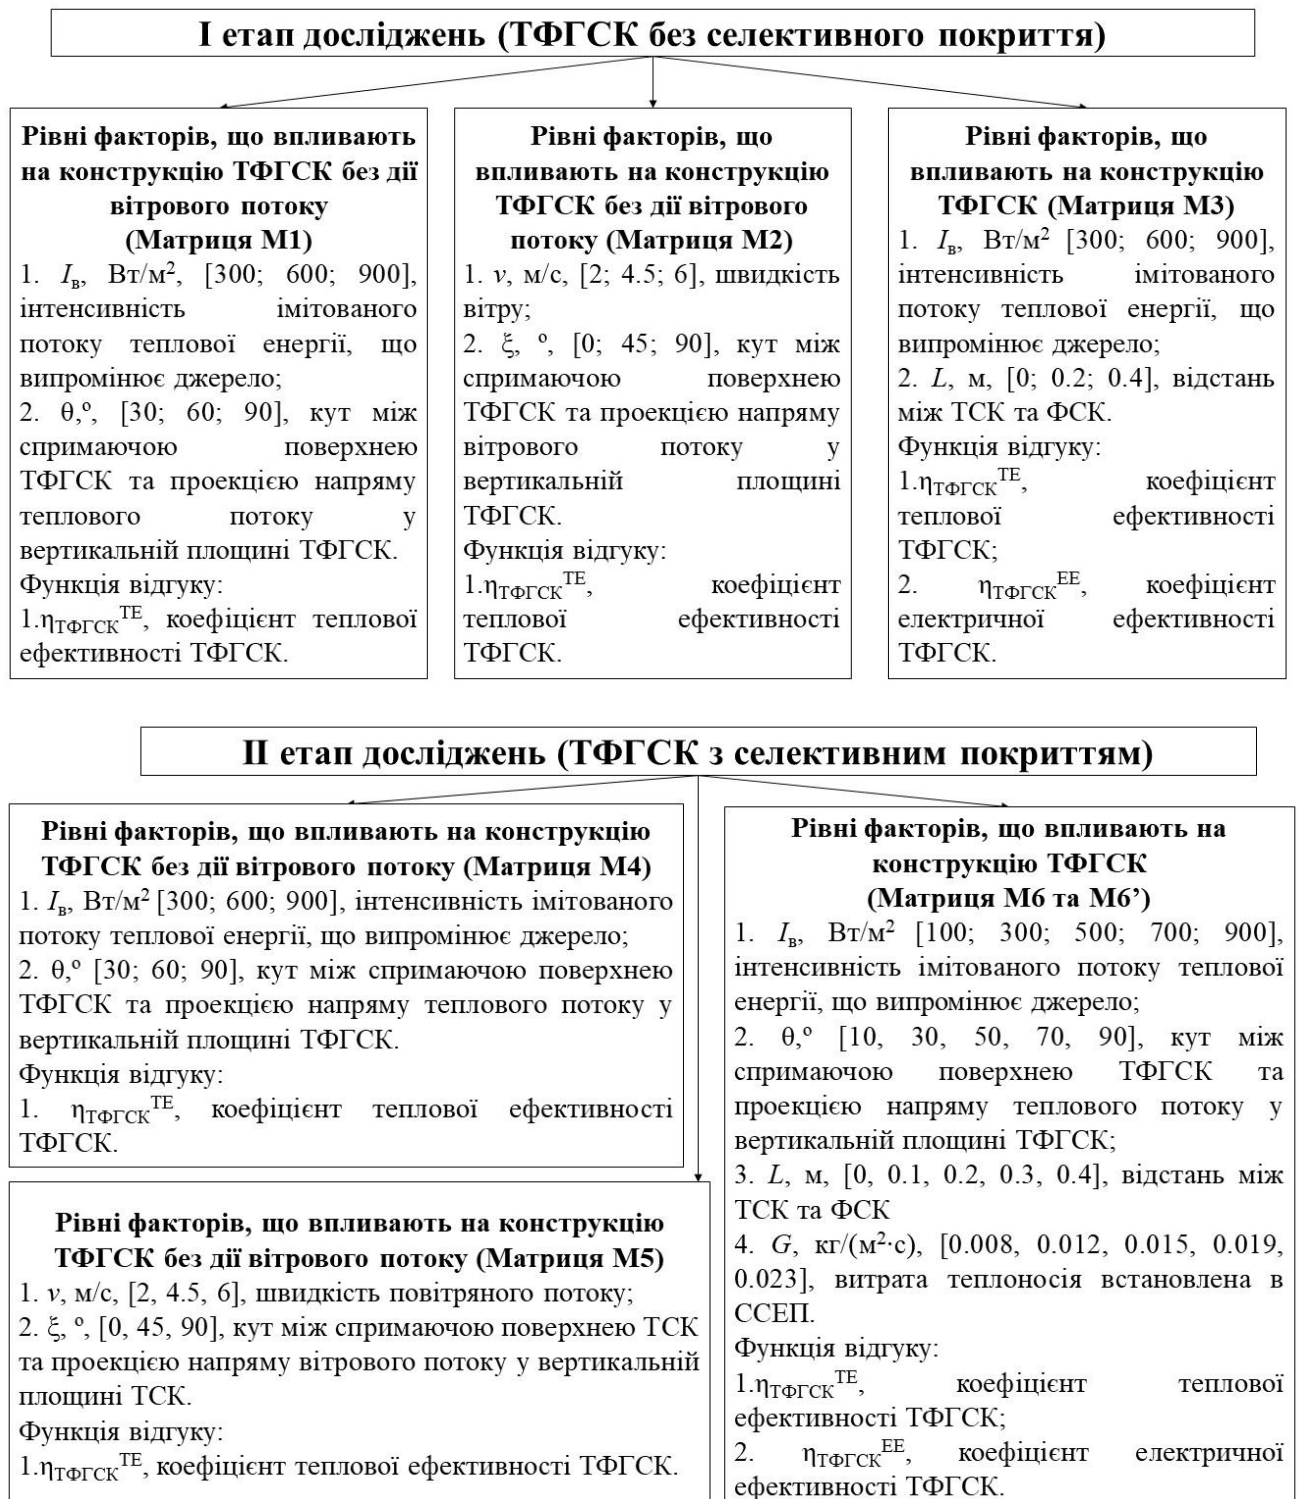 І етап досліджень (ТФГСК без селективного покриття)
Рівні факторів, що впливають
на конструкцію ТФГСК без дії
вітрового потоку
(Матриця М1)
1. Iв, Вт/м², [300; 600; 900],
інтенсивність імітованого
потоку теплової енергії, що
випромінює джерело;
2. θ,º, [30; 60; 90], кут між
спримаючою поверхнею
ТФГСК та проекцією напряму
теплового потоку у
вертикальній площині ТФГСК.
Функція відгуку:
1.ηТФГСК^ТЕ, коефіцієнт теплової
ефективності ТФГСК.
Рівні факторів, що
впливають на конструкцію
ТФГСК без дії вітрового
потоку (Матриця М2)
1. v, м/с, [2; 4.5; 6], швидкість
вітру;
2. ξ, º, [0; 45; 90], кут між
спримаючою поверхнею
ТФГСК та проекцією напряму
вітрового потоку у
вертикальній площині
ТФГСК.
Функція відгуку:
1.ηТФГСК^ТЕ, коефіцієнт
теплової ефективності
ТФГСК.
Рівні факторів, що
впливають на конструкцію
ТФГСК (Матриця М3)
1. Iв, Вт/м² [300; 600; 900],
інтенсивність імітованого
потоку теплової енергії, що
випромінює джерело;
2. L, м, [0; 0.2; 0.4], відстань
між ТСК та ФСК.
Функція відгуку:
1.ηТФГСК^ТЕ, коефіцієнт
теплової ефективності
ТФГСК;
2. ηТФГСК^ЕЕ, коефіцієнт
електричної ефективності
ТФГСК.
ІІ етап досліджень (ТФГСК з селективним покриттям)
Рівні факторів, що впливають на конструкцію
ТФГСК без дії вітрового потоку (Матриця М4)
1. Iв, Вт/м² [300; 600; 900], інтенсивність імітованого
потоку теплової енергії, що випромінює джерело;
2. θ,º [30; 60; 90], кут між спримаючою поверхнею
ТФГСК та проекцією напряму теплового потоку у
вертикальній площині ТФГСК.
Функція відгуку:
1. ηТФГСК^ТЕ, коефіцієнт теплової ефективності
ТФГСК.
Рівні факторів, що впливають на конструкцію
ТФГСК без дії вітрового потоку (Матриця М5)
1. v, м/с, [2, 4.5, 6], швидкість повітряного потоку;
2. ξ, º, [0, 45, 90], кут між спримаючою поверхнею ТСК
та проекцією напряму вітрового потоку у вертикальній
площині ТСК.
Функція відгуку:
1.ηТФГСК^ТЕ, коефіцієнт теплової ефективності ТФГСК.
Рівні факторів, що впливають на
конструкцію ТФГСК
(Матриця М6 та М6’)
1. Iв, Вт/м² [100; 300; 500; 700; 900],
інтенсивність імітованого потоку теплової
енергії, що випромінює джерело;
2. θ,º [10, 30, 50, 70, 90], кут між
спримаючою поверхнею ТФГСК та
проекцією напряму теплового потоку у
вертикальній площині ТФГСК;
3. L, м, [0, 0.1, 0.2, 0.3, 0.4], відстань між
ТСК та ФСК
4. G, кг/(м²·с), [0.008, 0.012, 0.015, 0.019,
0.023], витрата теплоносія встановлена в
ССЕП.
Функція відгуку:
1.ηТФГСК^ТЕ, коефіцієнт теплової
ефективності ТФГСК;
2. ηТФГСК^ЕЕ, коефіцієнт електричної
ефективності ТФГСК.